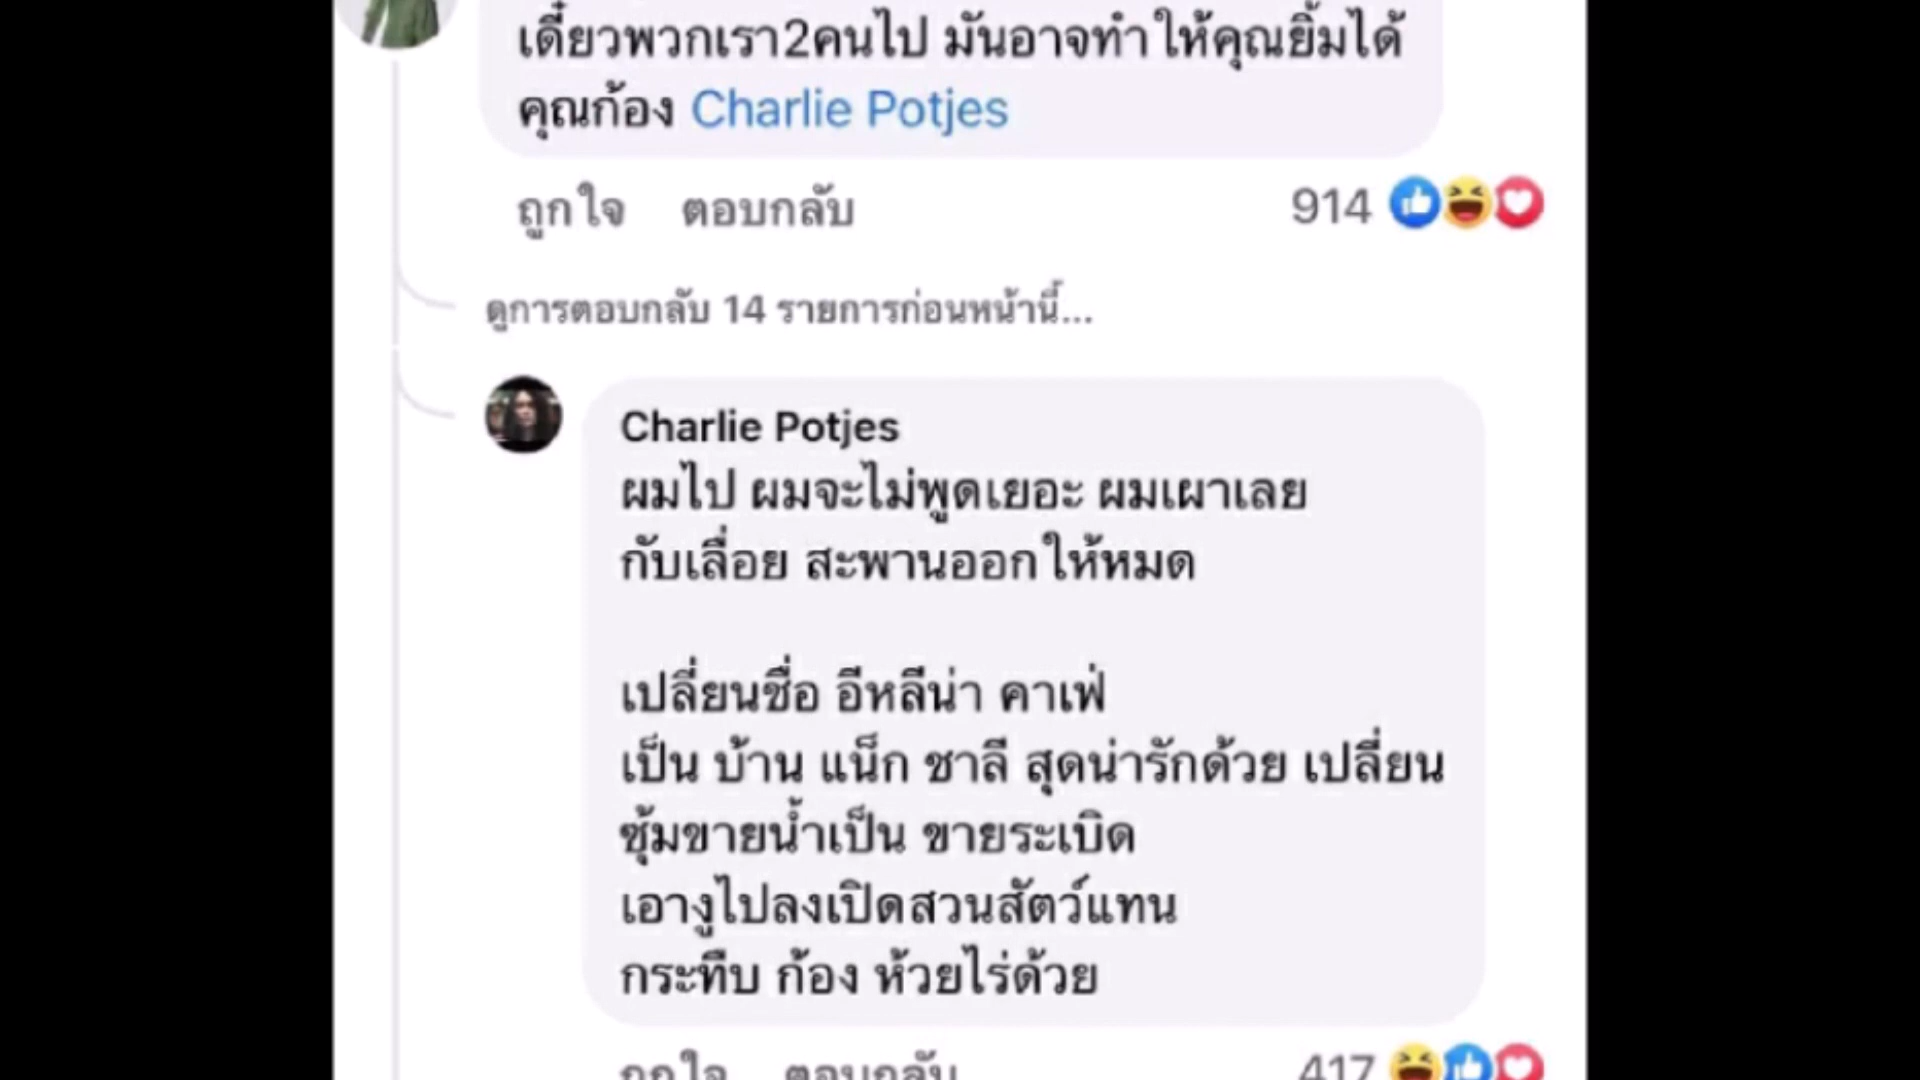 เดี๋ยวพวกเรา2คนไป มันอาจทำให้คุณยิ้มได้
คุณก้อง Charlie Potjes
ถูกใจ ตอบกลับ 914
ดูการตอบกลับ 14 รายการก่อนหน้านี้...
Charlie Potjes
ผมไป ผมจะไม่พูดเยอะ ผมเผาเลย
กับเลื่อย สะพานออกให้หมด
เปลี่ยนชื่อ อีหลีน่า คาเฟ่
เป็น บ้าน แน็ก ชาลี สุดน่ารักด้วย เปลี่ยน
ซุ้มขายน้ำเป็น ขายระเบิด
เอางูไปลงเปิดสวนสัตว์แทน
กระทืบ ก้อง ห้วยไร่ด้วย
ถูกใจ ตอบกลับ 417